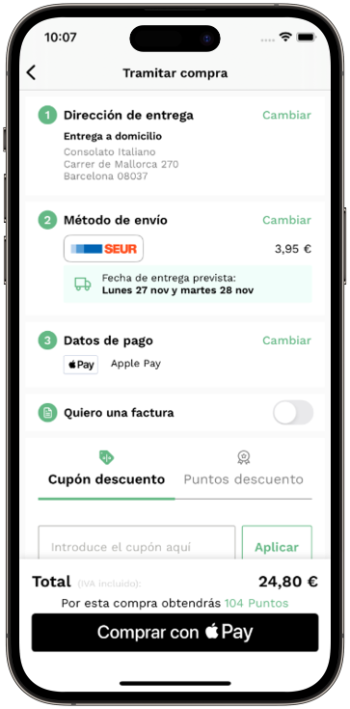 10:07
Tramitar compra
1 Dirección de entrega Cambiar
Entrega a domicilio
Consolato Italiano
Carrer de Mallorca 270
Barcelona 08037
2 Método de envío Cambiar
SEUR 3,95 €
Fecha de entrega prevista:
Lunes 27 nov y martes 28 nov
3 Datos de pago Cambiar
Pay Apple Pay
Quiero una factura
Cupón descuento Puntos descuento
Introduce el cupón aquí Aplicar
Total (IVA incluido): 24,80 €
Por esta compra obtendrás 104 Puntos
Comprar con Pay